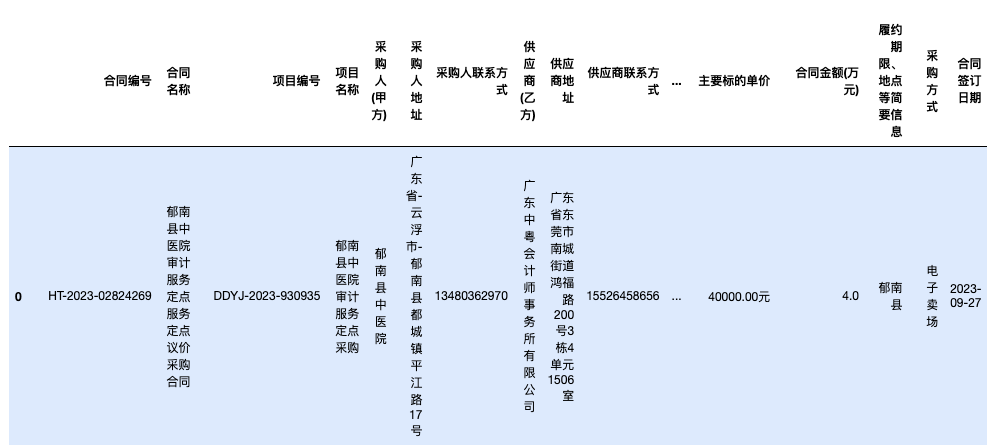 合同编号
合同
名称
项目编号
项目
名称
采
购
人
(甲
方)
采
购
人
地
址
采购人联系方
式
供
应
商
(乙
方)
供应
商地
址
供应商联系方
式
...
主要标的单价
合同金额(万
元)
履约
期
限、
地点
等简
要信
息
采
购
方
式
合同
签订
日期
0
HT-2023-02824269
郁南
县中
医院
审计
服务
定点
服务
定点
议价
采购
合同
DDYJ-2023-930935
郁南
县中
医院
审计
服务
定点
采购
郁
南
县
中
医
院
广
东
省-
云
浮
市-
郁
南
县
都
城
镇
平
江
路
17
号
13480362970
广
东
中
粤
会
计
师
事
务
所
有
限
公
司
广东
省东
莞市
南城
街道
鸿福
路
200
号3
栋4
单元
1506
室
15526458656
...
40000.00元
4.0
郁南
县
电
子
卖
场
2023-
09-27